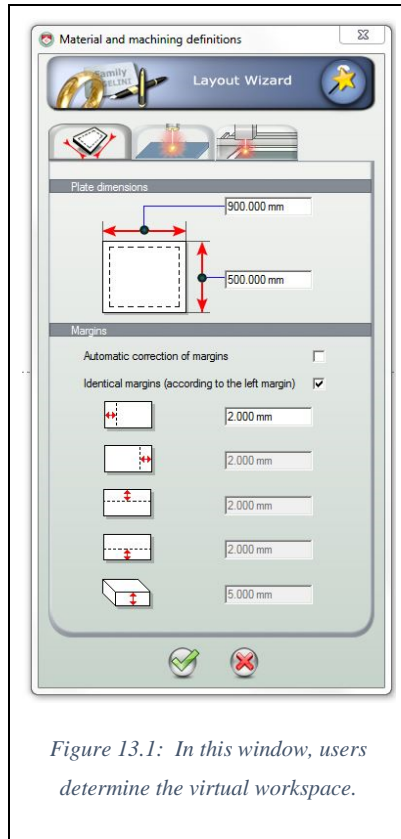 Material and machining definitions
Family
Layout Wizard
Plate dimensions
900.000 mm
500.000 mm
Margins
Automatic correction of margins
Identical margins (according to the left margin)
2.000 mm
2.000 mm
2.000 mm
2.000 mm
5.000 mm
Figure 13.1: In this window, users
determine the virtual workspace.